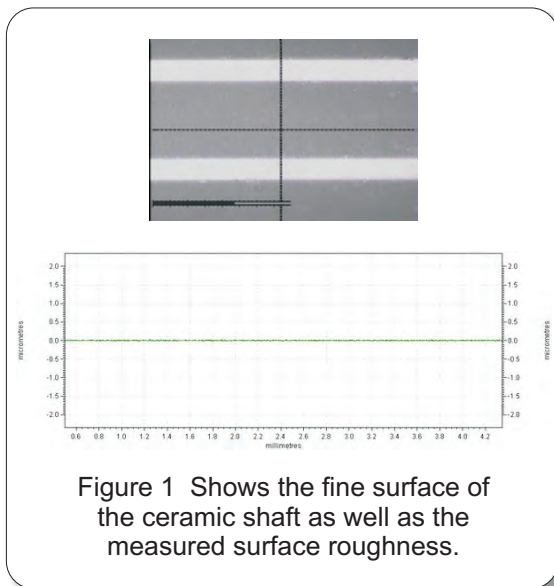 2.0
2.0
1.5
1.5
1.0
1.0
0.5
0.5
micrometres
0.0
0.0
micrometres
-0.5
-0.5
-1.0
-1.0
-1.5
-1.5
-2.0
-2.0
0.6 0.8 1.0 1.2 1.4 1.6 1.8 2.0 2.2 2.4 2.6 2.8 3.0 3.2 3.4 3.6 3.8 4.0 4.2
millimetres
Figure 1 Shows the fine surface of
the ceramic shaft as well as the
measured surface roughness.